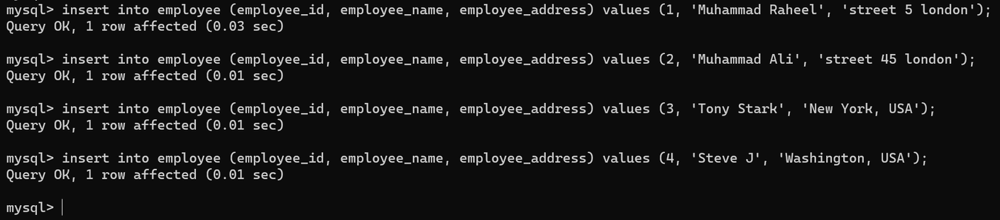 mysql> insert into employee (employee_id, employee_name, employee_address) values (1, 'Muhammad Raheel', 'street 5 london');
Query OK, 1 row affected (0.03 sec)
mysql> insert into employee (employee_id, employee_name, employee_address) values (2, 'Muhammad Ali', 'street 45 london');
Query OK, 1 row affected (0.01 sec)
mysql> insert into employee (employee_id, employee_name, employee_address) values (3, 'Tony Stark', 'New York, USA');
Query OK, 1 row affected (0.01 sec)
mysql> insert into employee (employee_id, employee_name, employee_address) values (4, 'Steve J', 'Washington, USA');
Query OK, 1 row affected (0.01 sec)
mysql>